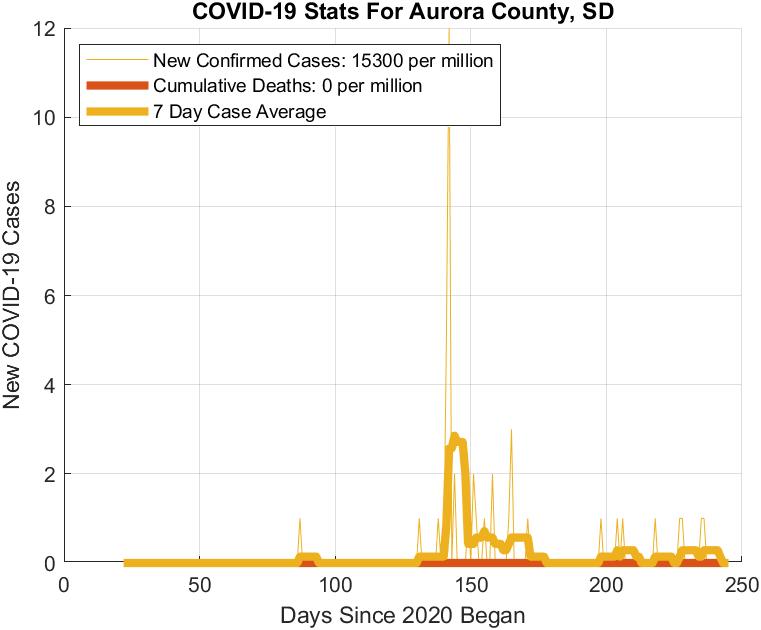 COVID-19 Stats For Aurora County, SD
12
New Confirmed Cases: 15300 per million
Cumulative Deaths: 0 per million
7 Day Case Average
10
8
6
4
2
0
New COVID-19 Cases
0 50 100 150 200 250
Days Since 2020 Began